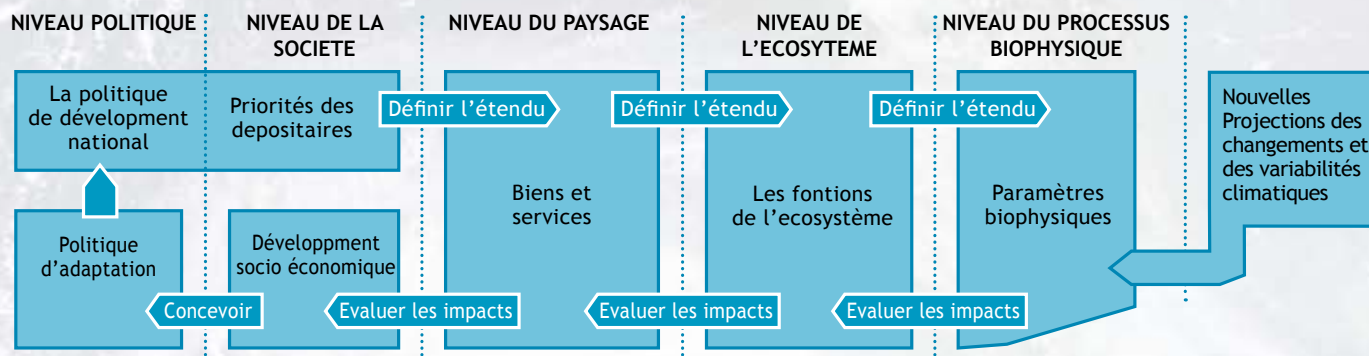 NIVEAU POLITIQUE
NIVEAU DE LA
SOCIETE
NIVEAU DU PAYSAGE
NIVEAU DE
L’ECOSYTEME
NIVEAU DU PROCESSUS
BIOPHYSIQUE
La politique
de dévelopment
national
Priorités des
depositaires
Définir l’étendu
Définir l’étendu
Définir l’étendu
Nouvelles
Projections des
changements et
des variabilités
climatiques
Biens et
services
Les fontions
de l’ecosystème
Paramètres
biophysiques
Politique
d’adaptation
Développment
socio économique
Concevoir
Evaluer les impacts
Evaluer les impacts
Evaluer les impacts